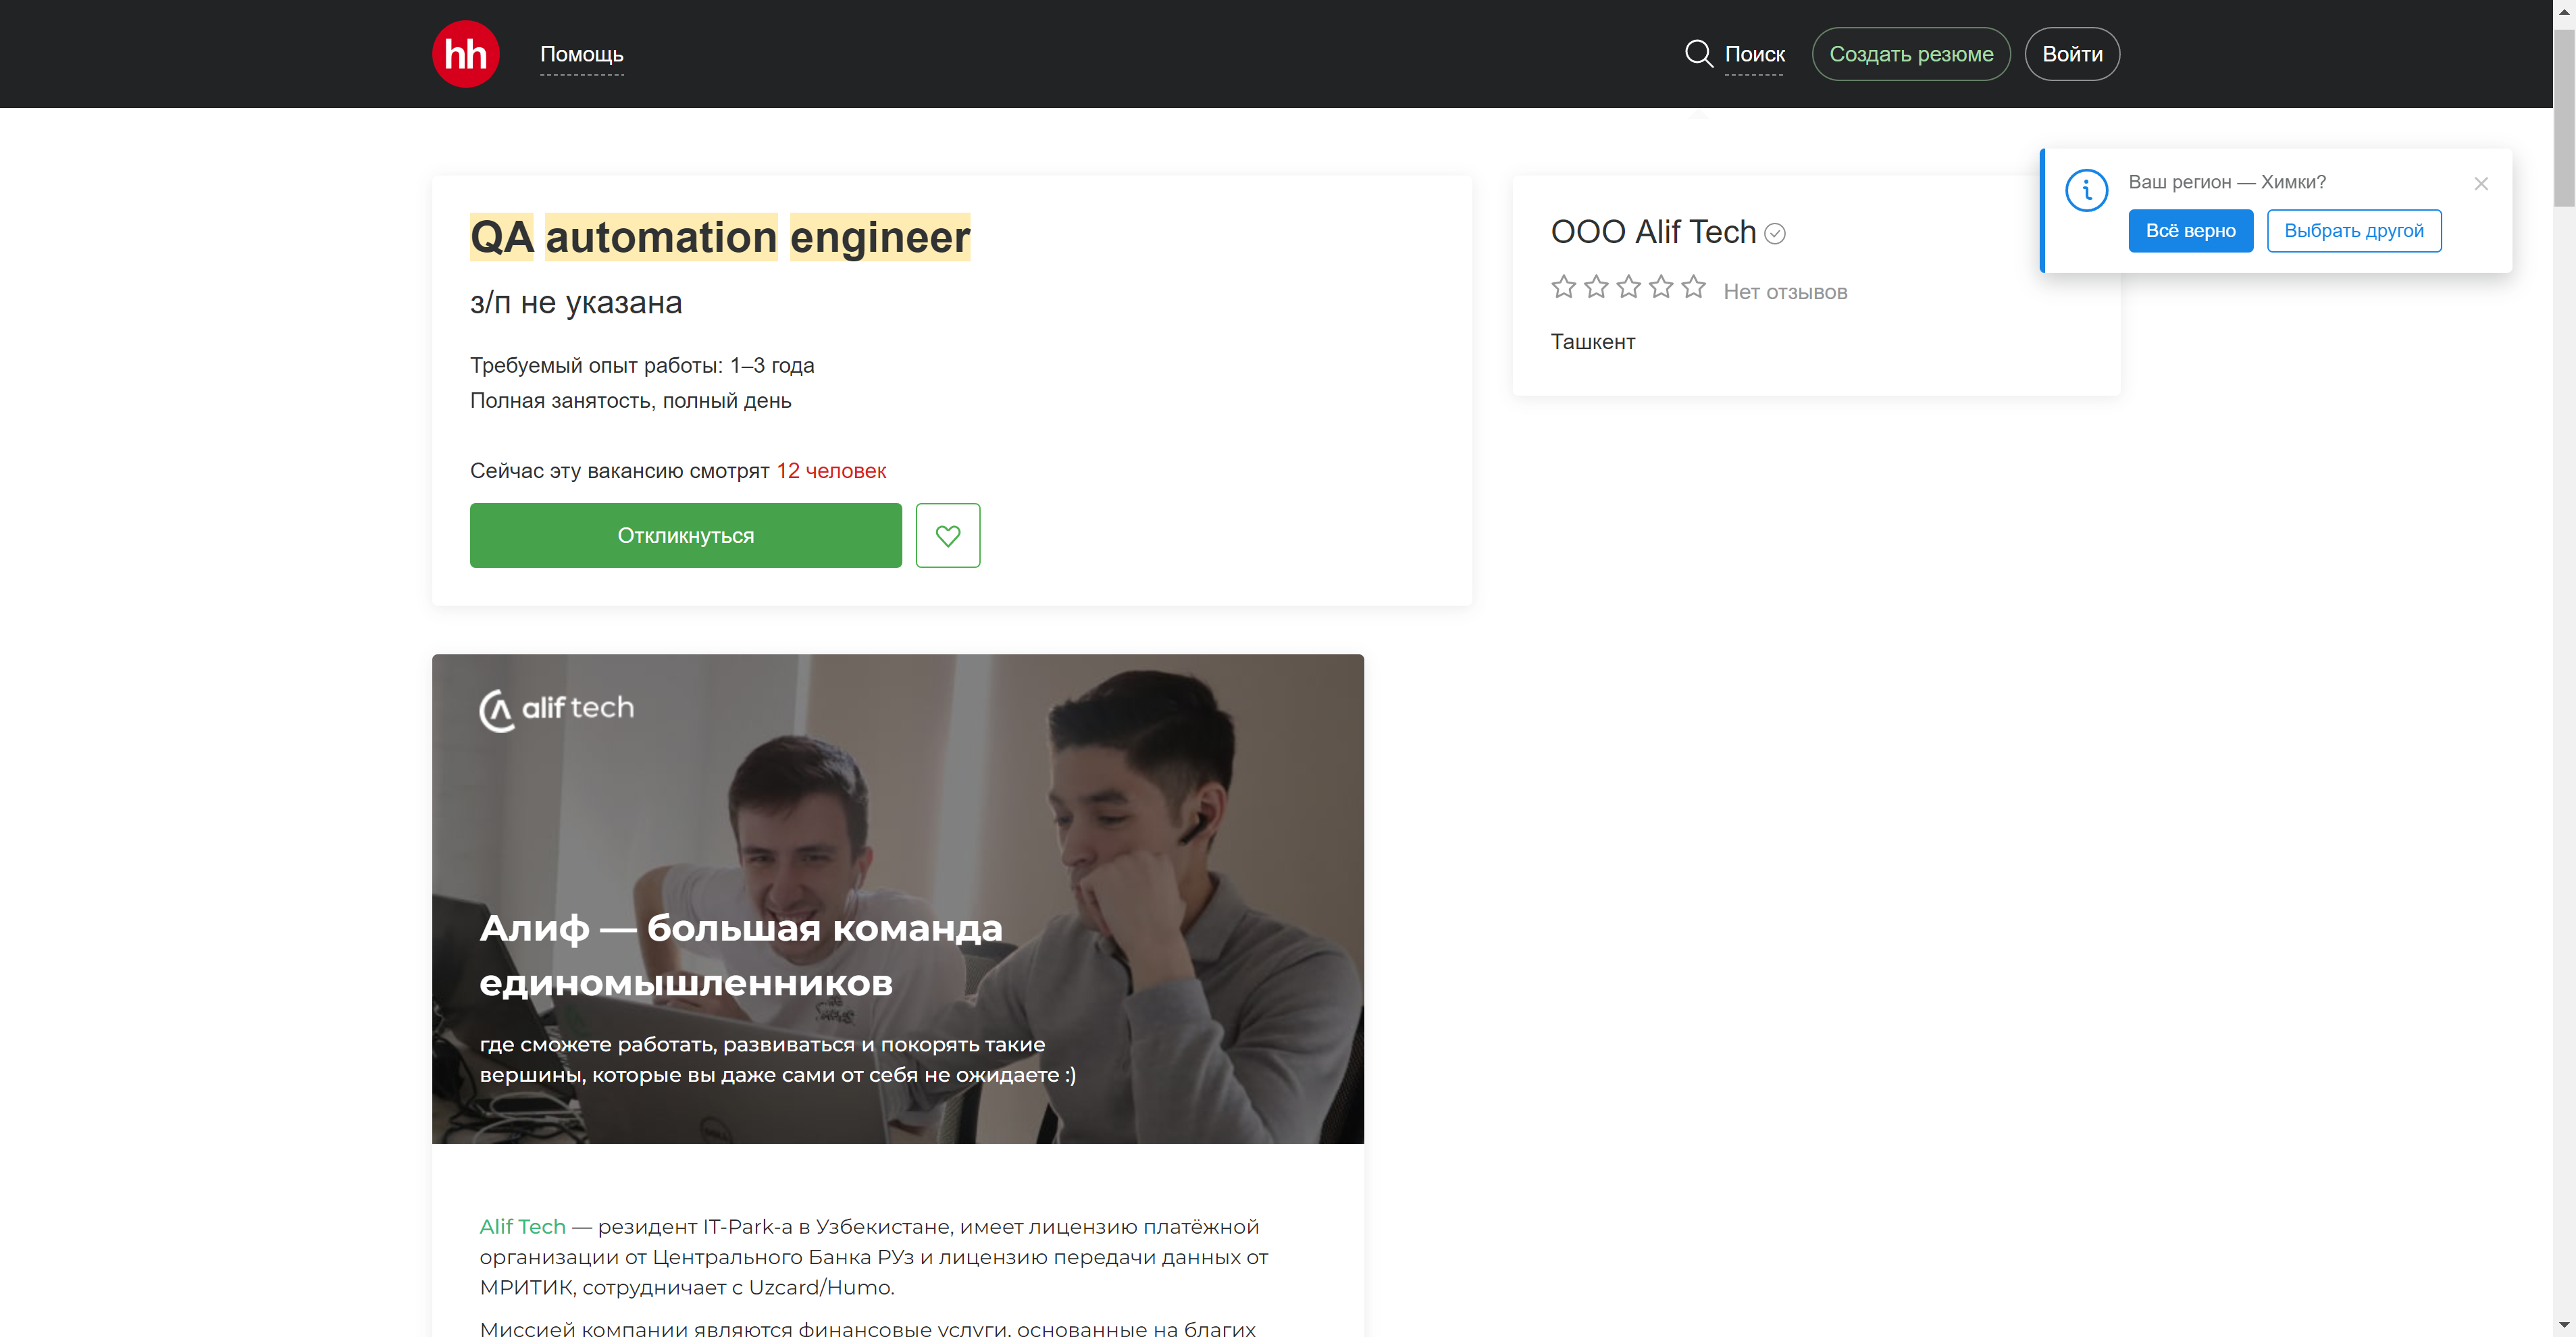 hh
Помощь
Поиск
Создать резюме
Войти
Ваш регион — Химки?
Всё верно
Выбрать другой
QA automation engineer
з/п не указана
Требуемый опыт работы: 1–3 года
Полная занятость, полный день
Сейчас эту вакансию смотрят 12 человек
Откликнуться
ООО Alif Tech
Нет отзывов
Ташкент
alif tech
Алиф — большая команда
единомышленников
где сможете работать, развиваться и покорять такие
вершины, которые вы даже сами от себя не ожидаете :)
DELL
Alif Tech — резидент IT-Park-а в Узбекистане, имеет лицензию платёжной
организации от Центрального Банка РУз и лицензию передачи данных от
МРИТИК, сотрудничает с Uzcard/Humo.
Миссией компании являются финансовые услуги, основанные на благих